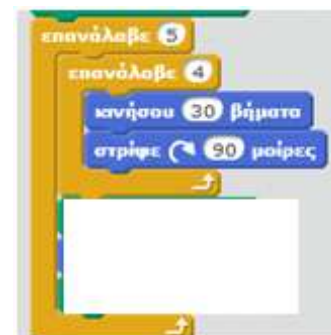 επανάλαβε 5
επανάλαβε 4
κινήσου 30 βήματα
στρίψε 90 μοίρες